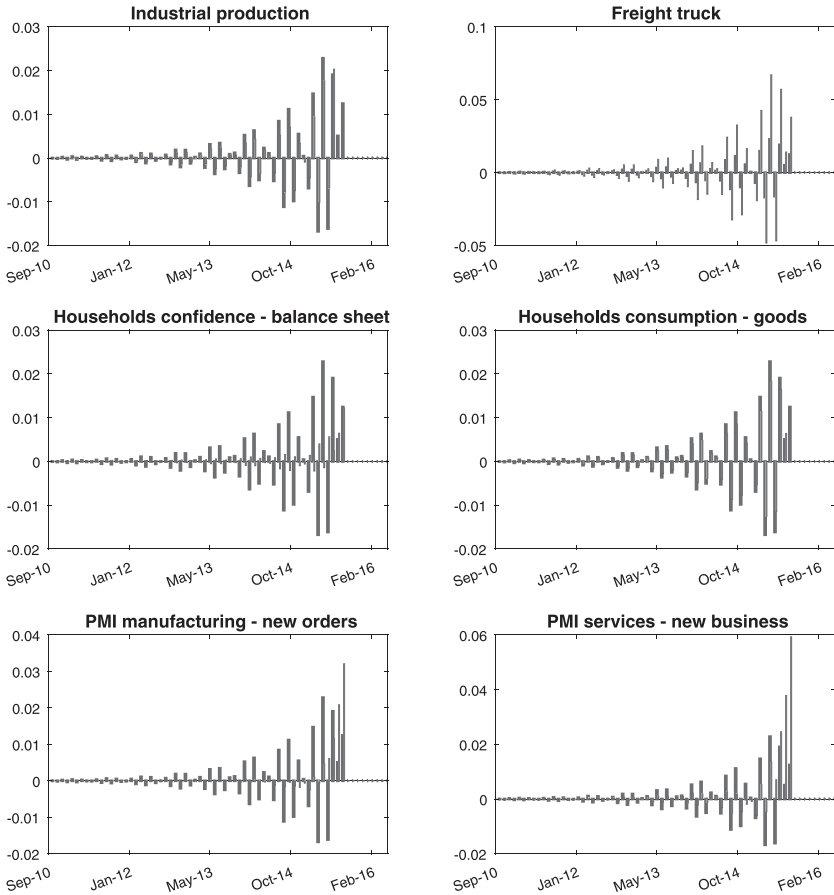 Industrial production
0.03
0.02
0.01
0
-0.01
-0.02
Sep-10 Jan-12 May-13 Oct-14 Feb-16
Freight truck
0.1
0.05
0
-0.05
Sep-10 Jan-12 May-13 Oct-14 Feb-16
Households confidence - balance sheet
0.03
0.02
0.01
0
-0.01
-0.02
Sep-10 Jan-12 May-13 Oct-14 Feb-16
Households consumption - goods
0.03
0.02
0.01
0
-0.01
-0.02
Sep-10 Jan-12 May-13 Oct-14 Feb-16
PMI manufacturing - new orders
0.04
0.03
0.02
0.01
0
-0.01
-0.02
Sep-10 Jan-12 May-13 Oct-14 Feb-16
PMI services - new business
0.06
0.04
0.02
0
-0.02
Sep-10 Jan-12 May-13 Oct-14 Feb-16